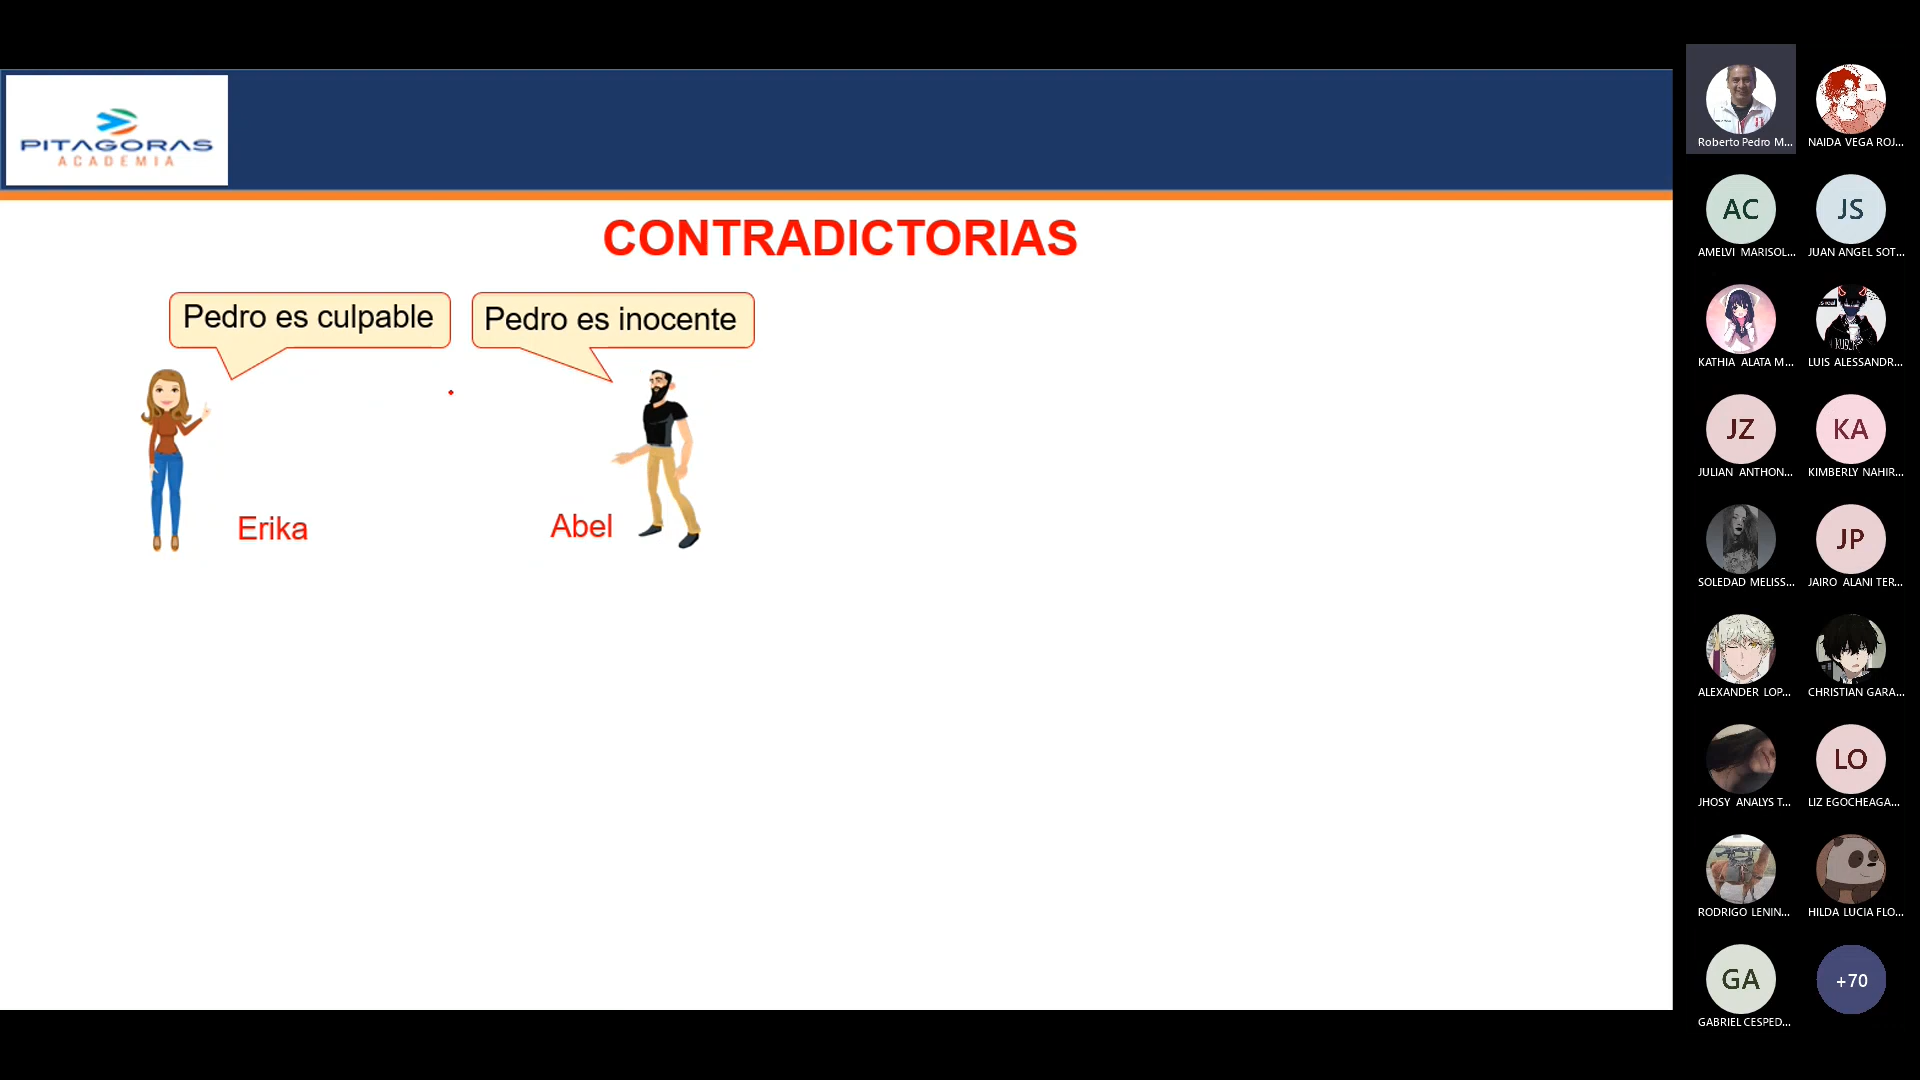 PITAGORAS
ACADEMIA
CONTRADICTORIAS
Pedro es culpable
Pedro es inocente
Erika
Abel
Roberto Pedro M...
NAIDA VEGA ROJ...
AC
JS
AMELVI MARISOL...
JUAN ANGEL SOT...
KATHIA ALATA M...
LUIS ALESSANDR...
JZ
KA
JULIAN ANTHON...
KIMBERLY NAHIR...
JP
SOLEDAD MELISS...
JAIRO ALANI TER...
ALEXANDER LOP...
CHRISTIAN GARA...
LO
JHOSY ANALYS T...
LIZ EGOCHEAGA...
RODRIGO LENIN...
HILDA LUCIA FLO...
GA
+70
GABRIEL CESPED...